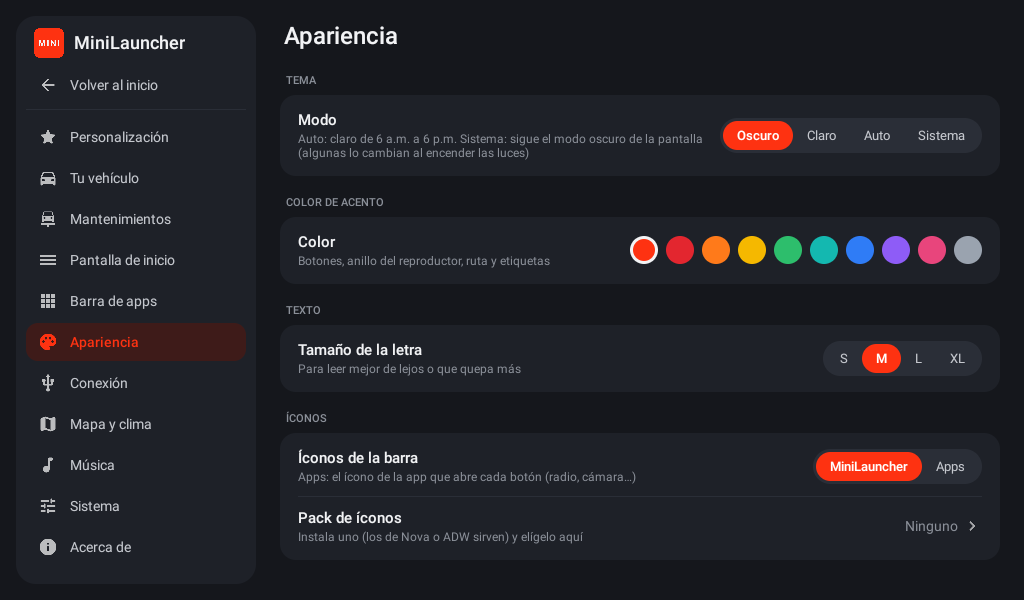 MINI MiniLauncher
Volver al inicio
Personalización
Tu vehículo
Mantenimientos
Pantalla de inicio
Barra de apps
Apariencia
Conexión
Mapa y clima
Música
Sistema
Acerca de
Apariencia
TEMA
Modo
Auto: claro de 6 a.m. a 6 p.m. Sistema: sigue el modo oscuro de la pantalla
(algunas lo cambian al encender las luces)
Oscuro Claro Auto Sistema
COLOR DE ACENTO
Color
Botones, anillo del reproductor, ruta y etiquetas
TEXTO
Tamaño de la letra
Para leer mejor de lejos o que quepa más
S M L XL
ÍCONOS
Íconos de la barra
Apps: el ícono de la app que abre cada botón (radio, cámara…)
MiniLauncher Apps
Pack de íconos
Instala uno (los de Nova o ADW sirven) y elígelo aquí
Ninguno